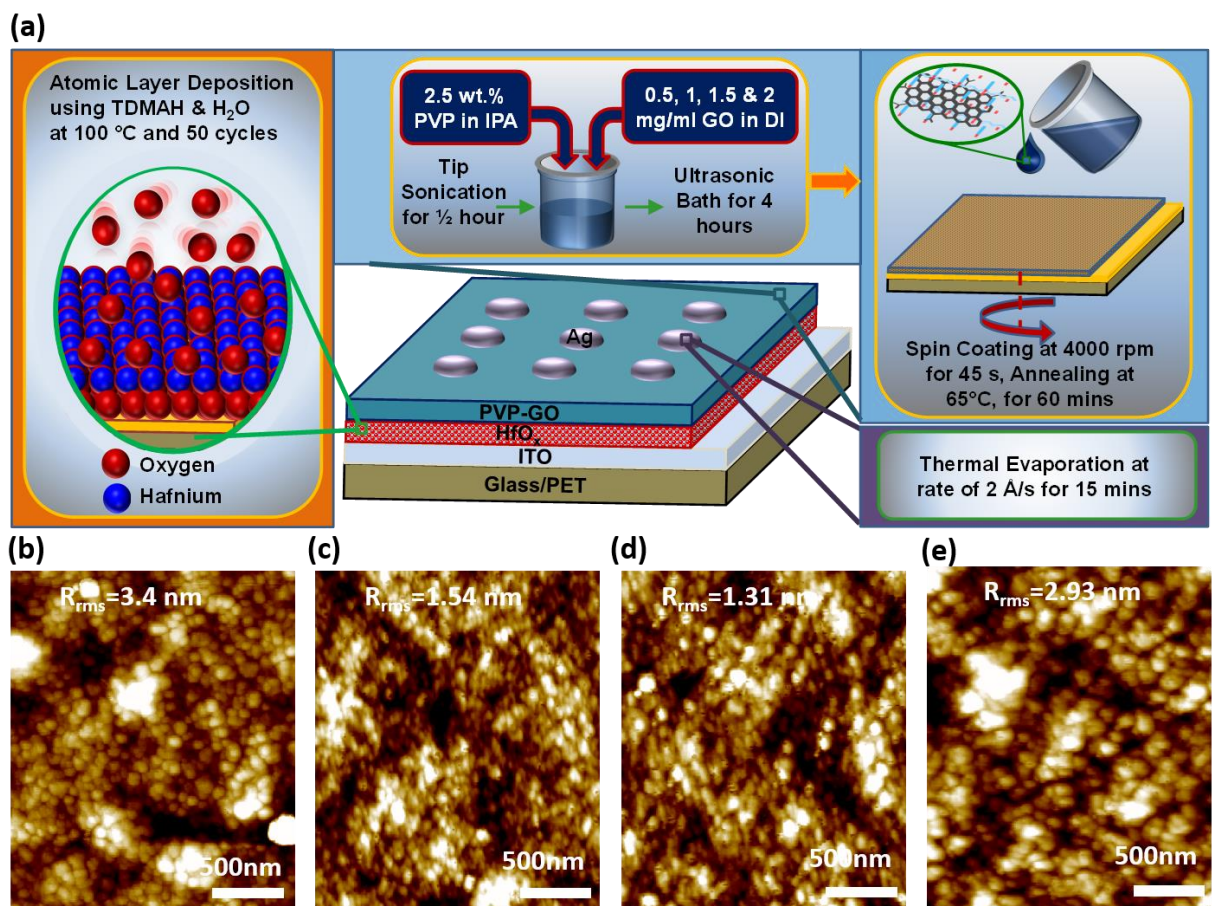 (a)
Atomic Layer Deposition
using TDMAH & H₂O
at 100 °C and 50 cycles
Oxygen
Hafnium
2.5 wt.%
PVP in IPA
0.5, 1, 1.5 & 2
mg/ml GO in DI
Tip
Sonication
for ½ hour
Ultrasonic
Bath for 4
hours
Ag
PVP-GO
HfOₓ
ITO
Glass/PET
Spin Coating at 4000 rpm
for 45 s, Annealing at
65°C, for 60 mins
Thermal Evaporation at
rate of 2 Å/s for 15 mins
(b)
Rrms=3.4 nm
500nm
(c)
Rrms=1.54 nm
500nm
(d)
Rrms=1.31 nm
500nm
(e)
Rrms=2.93 nm
500nm